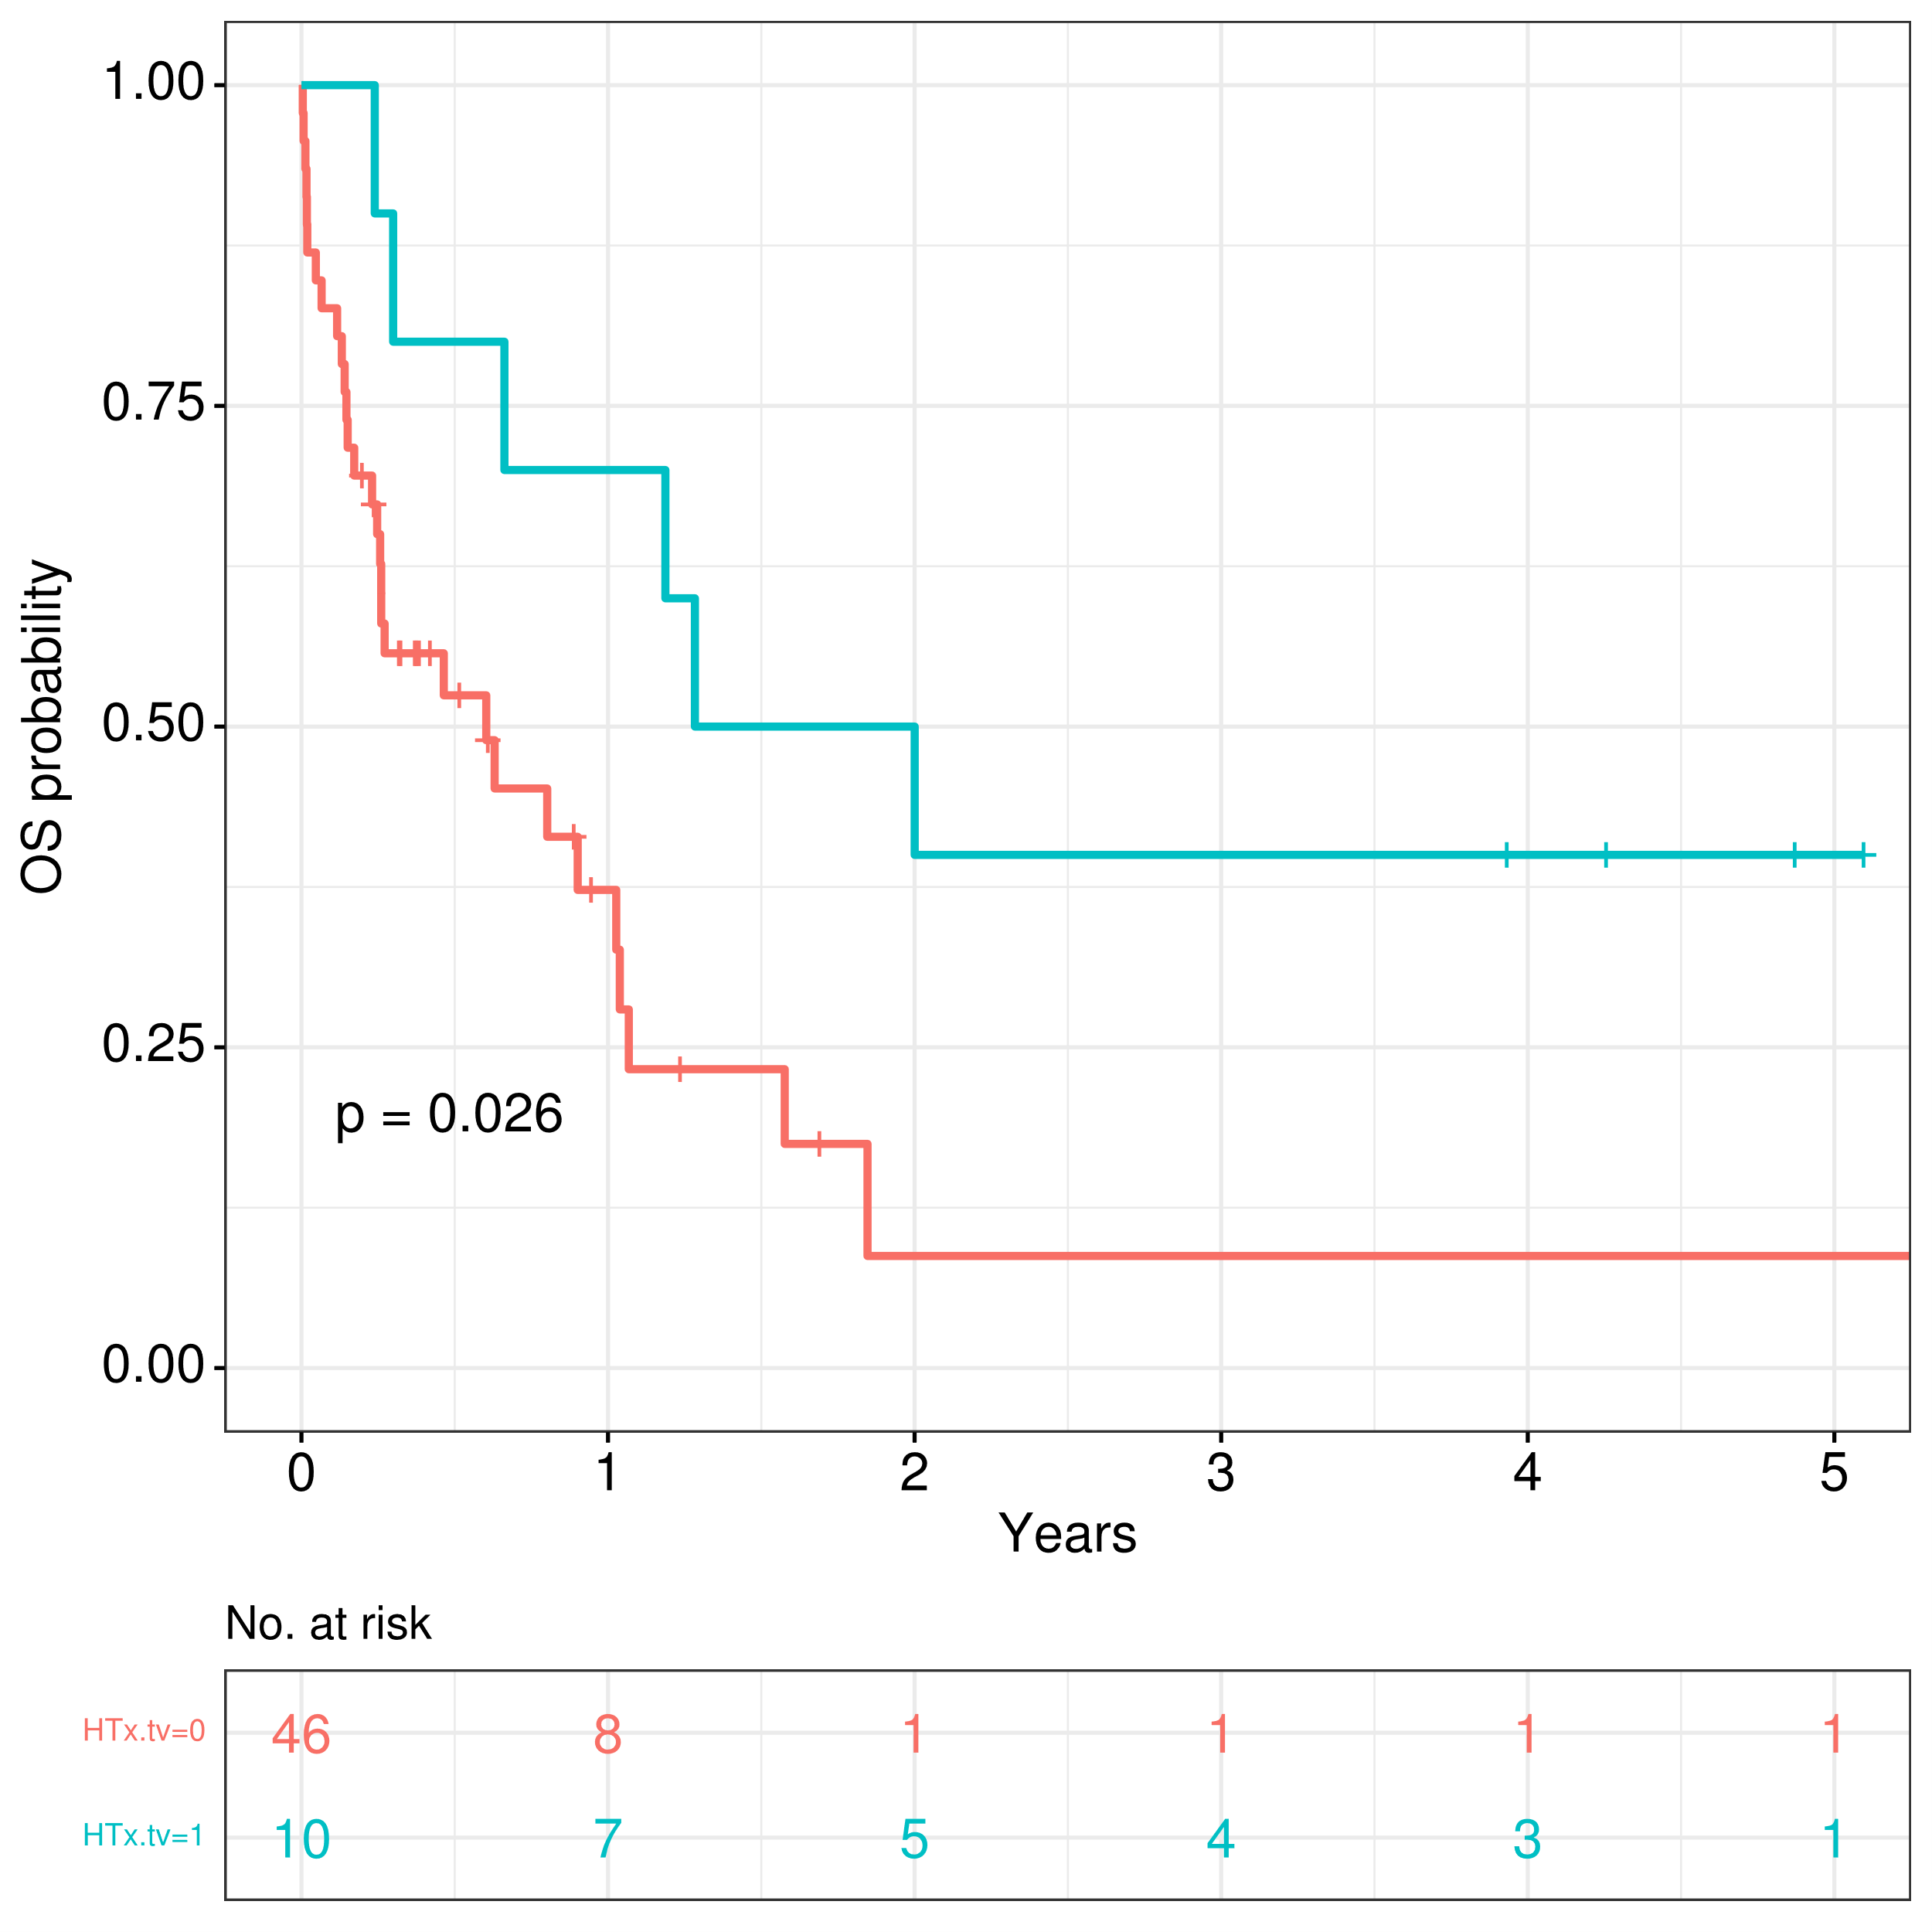 1.00
0.75
0.50
0.25
0.00
OS probability
p = 0.026
0 1 2 3 4 5
Years
No. at risk
HTx.tv=0 46 8 1 1 1 1
HTx.tv=1 10 7 5 4 3 1